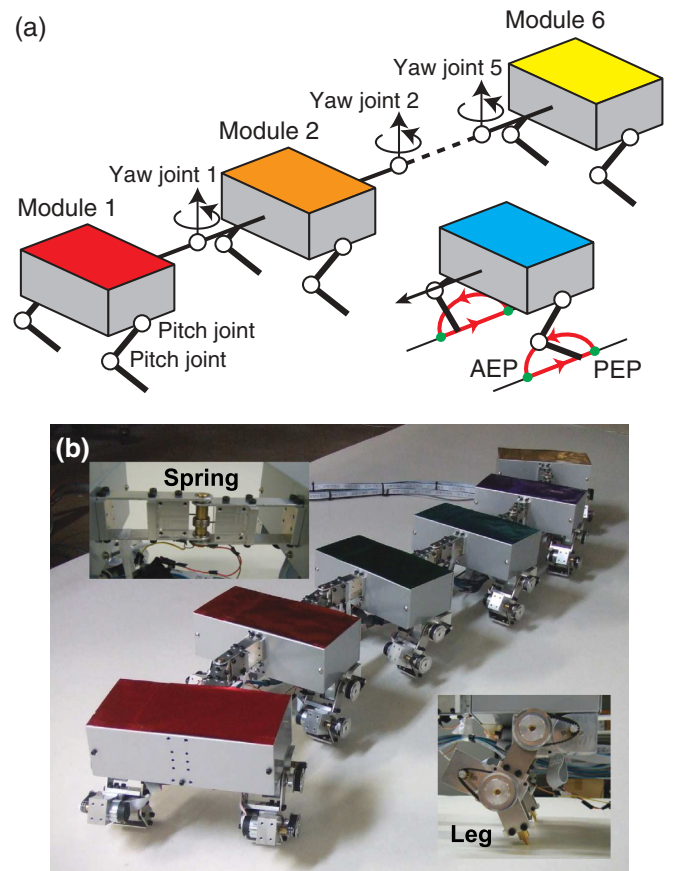 (a)
Module 6
Yaw joint 5
Yaw joint 2
Module 2
Yaw joint 1
Module 1
Pitch joint
Pitch joint
AEP
PEP
(b)
Spring
Leg